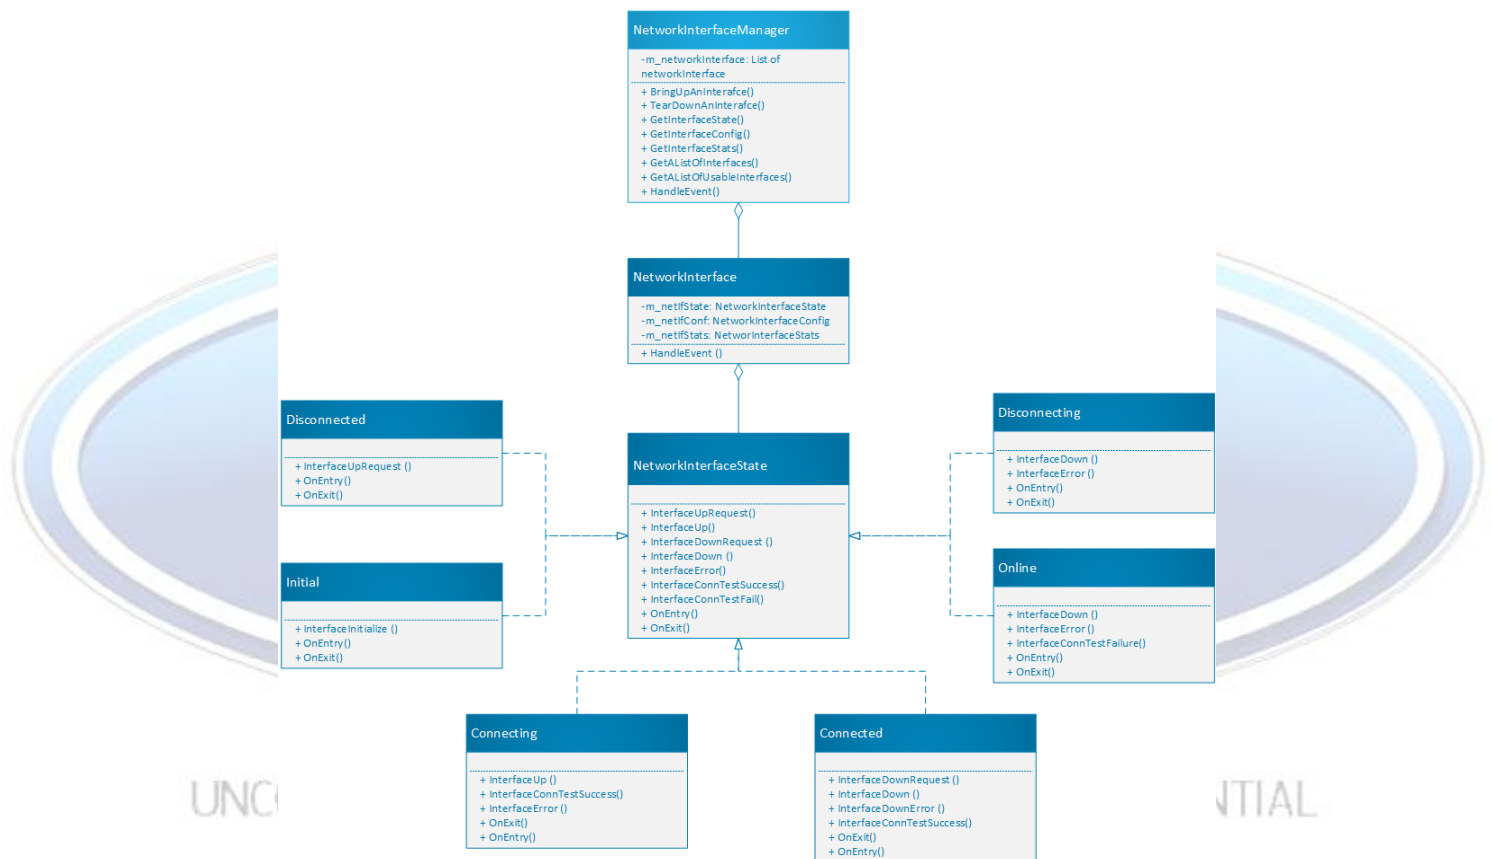 NetworkInterfaceManager
-m_networkInterface: List of
networkInterface
+ BringUpAnInterafce()
+ TearDownAnInterafce()
+ GetInterfaceState()
+ GetInterfaceConfig()
+ GetInterfaceStats()
+ GetAListOfInterfaces()
+ GetAListOfUsableInterfaces()
+ HandleEvent()
NetworkInterface
-m_netIfState: NetworkInterfaceState
-m_netIfConf: NetworkInterfaceConfig
-m_netIfStats: NetworInterfaceStats
+ HandleEvent ()
Disconnected
+ InterfaceUpRequest ()
+ OnEntry()
+ OnExit()
Initial
+ InterfaceInitialize ()
+ OnEntry()
+ OnExit()
NetworkInterfaceState
+ InterfaceUpRequest()
+ InterfaceUp()
+ InterfaceDownRequest ()
+ InterfaceDown ()
+ InterfaceError()
+ InterfaceConnTestSuccess()
+ InterfaceConnTestFail()
+ OnEntry()
+ OnExit()
Disconnecting
+ InterfaceDown ()
+ InterfaceError ()
+ OnEntry()
+ OnExit()
Online
+ InterfaceDown ()
+ InterfaceError ()
+ InterfaceConnTestFailure()
+ OnEntry()
+ OnExit()
Connecting
+ InterfaceUp ()
+ InterfaceConnTestSuccess()
+ InterfaceError ()
+ OnExit()
+ OnEntry()
Connected
+ InterfaceDownRequest ()
+ InterfaceDown ()
+ InterfaceDownError ()
+ InterfaceConnTestSuccess()
+ OnExit()
+ OnEntry()